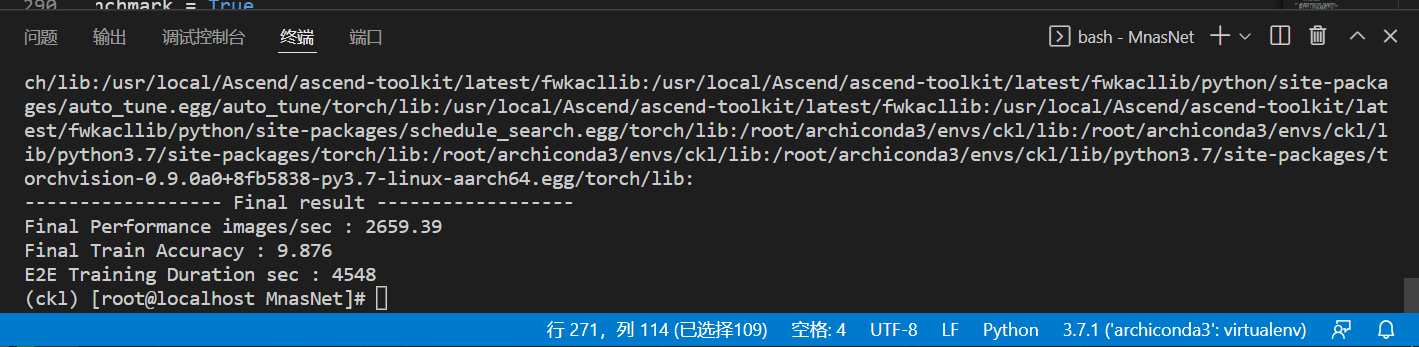 290 nchmark = True
问题 输出 调试控制台 终端 端口 bash - MnasNet
ch/lib:/usr/local/Ascend/ascend-toolkit/latest/fwkacllib:/usr/local/Ascend/ascend-toolkit/latest/fwkacllib/python/site-packa
ges/auto_tune.egg/auto_tune/torch/lib:/usr/local/Ascend/ascend-toolkit/latest/fwkacllib:/usr/local/Ascend/ascend-toolkit/lat
est/fwkacllib/python/site-packages/schedule_search.egg/torch/lib:/root/archiconda3/envs/ckl/lib:/root/archiconda3/envs/ckl/l
ib/python3.7/site-packages/torch/lib:/root/archiconda3/envs/ckl/lib:/root/archiconda3/envs/ckl/lib/python3.7/site-packages/t
orchvision-0.9.0a0+8fb5838-py3.7-linux-aarch64.egg/torch/lib:
------------------ Final result ------------------
Final Performance images/sec : 2659.39
Final Train Accuracy : 9.876
E2E Training Duration sec : 4548
(ckl) [root@localhost MnasNet]#
行 271，列 114 (已选择109) 空格: 4 UTF-8 LF Python 3.7.1 ('archiconda3': virtualenv)